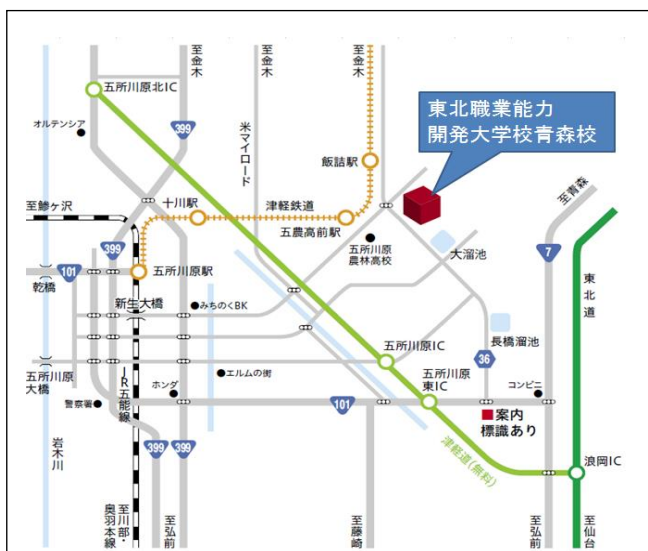 至金木
至金木
至金木
五所川原北IC
東北職業能力
開発大学校青森校
オルテンシア
399
米マイロード
飯詰駅
至青森
十川駅
津軽鉄道
至鰺ヶ沢
五農高前駅
五所川原
農林高校
大溜池
399
7
東北道
101
五所川原駅
乾橋
新生大橋
みちのくBK
長橋溜池
五所川原IC
36
五所川原
大橋
JR五能線
エルムの街
五所川原
東IC
ホンダ
コンビニ
警察署
101
案内
標識あり
岩木川
399
399
津軽道(無料)
浪岡IC
至川部・
奥羽本線
至弘前
至藤崎
至弘前
至仙台